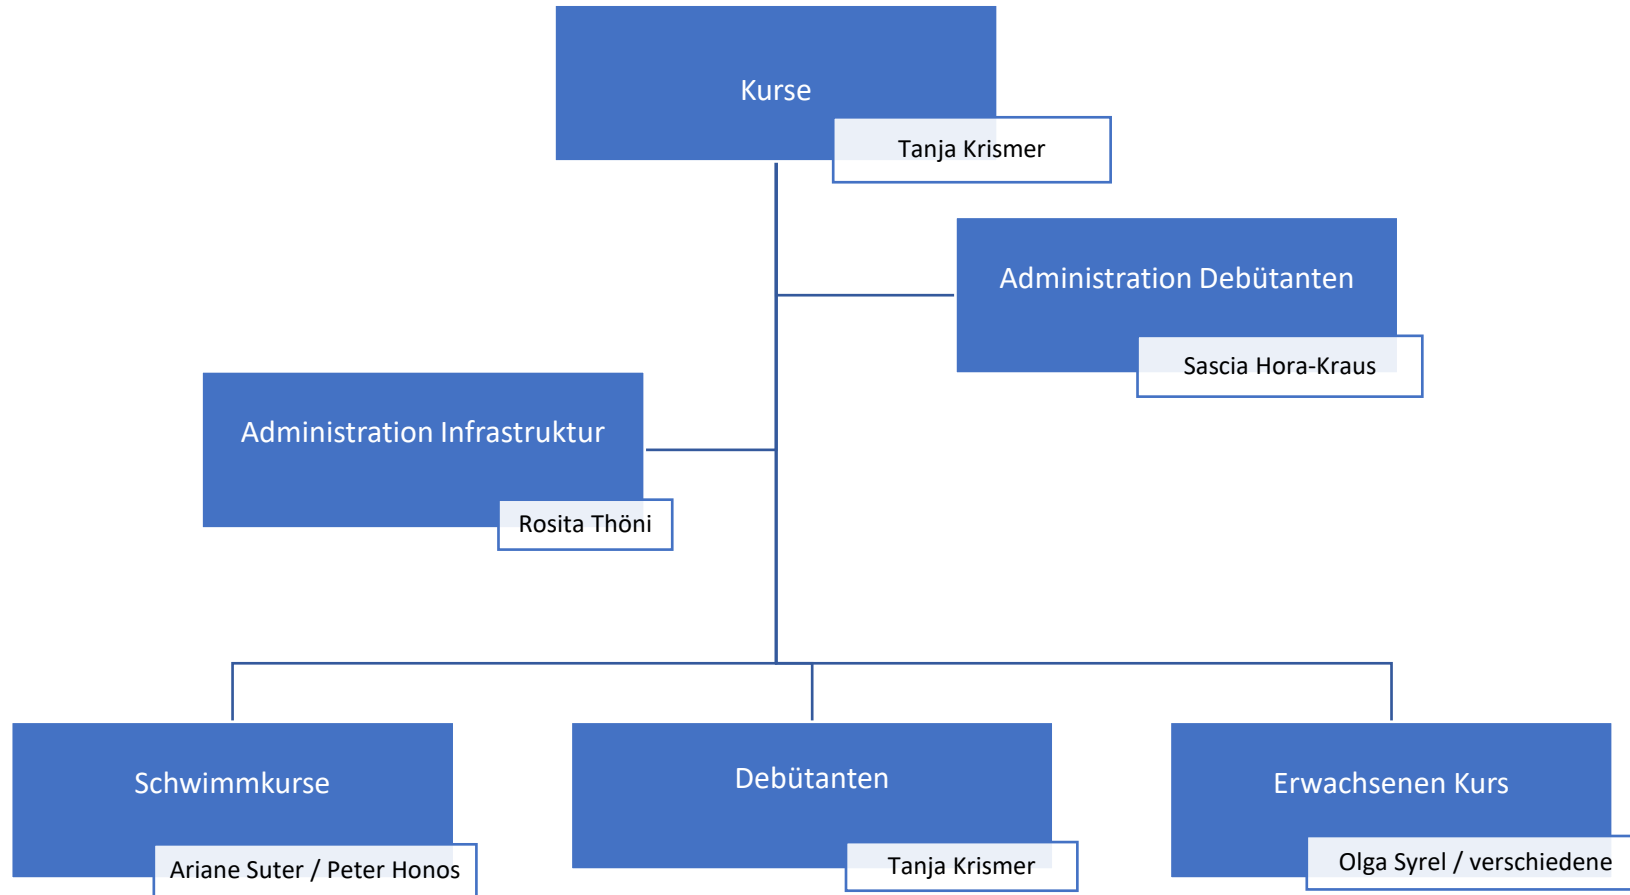 Kurse
Tanja Krismer
Administration Debütanten
Sascia Hora-Kraus
Administration Infrastruktur
Rosita Thöni
Schwimmkurse
Ariane Suter / Peter Honos
Debütanten
Tanja Krismer
Erwachsenen Kurs
Olga Syrel / verschiedene